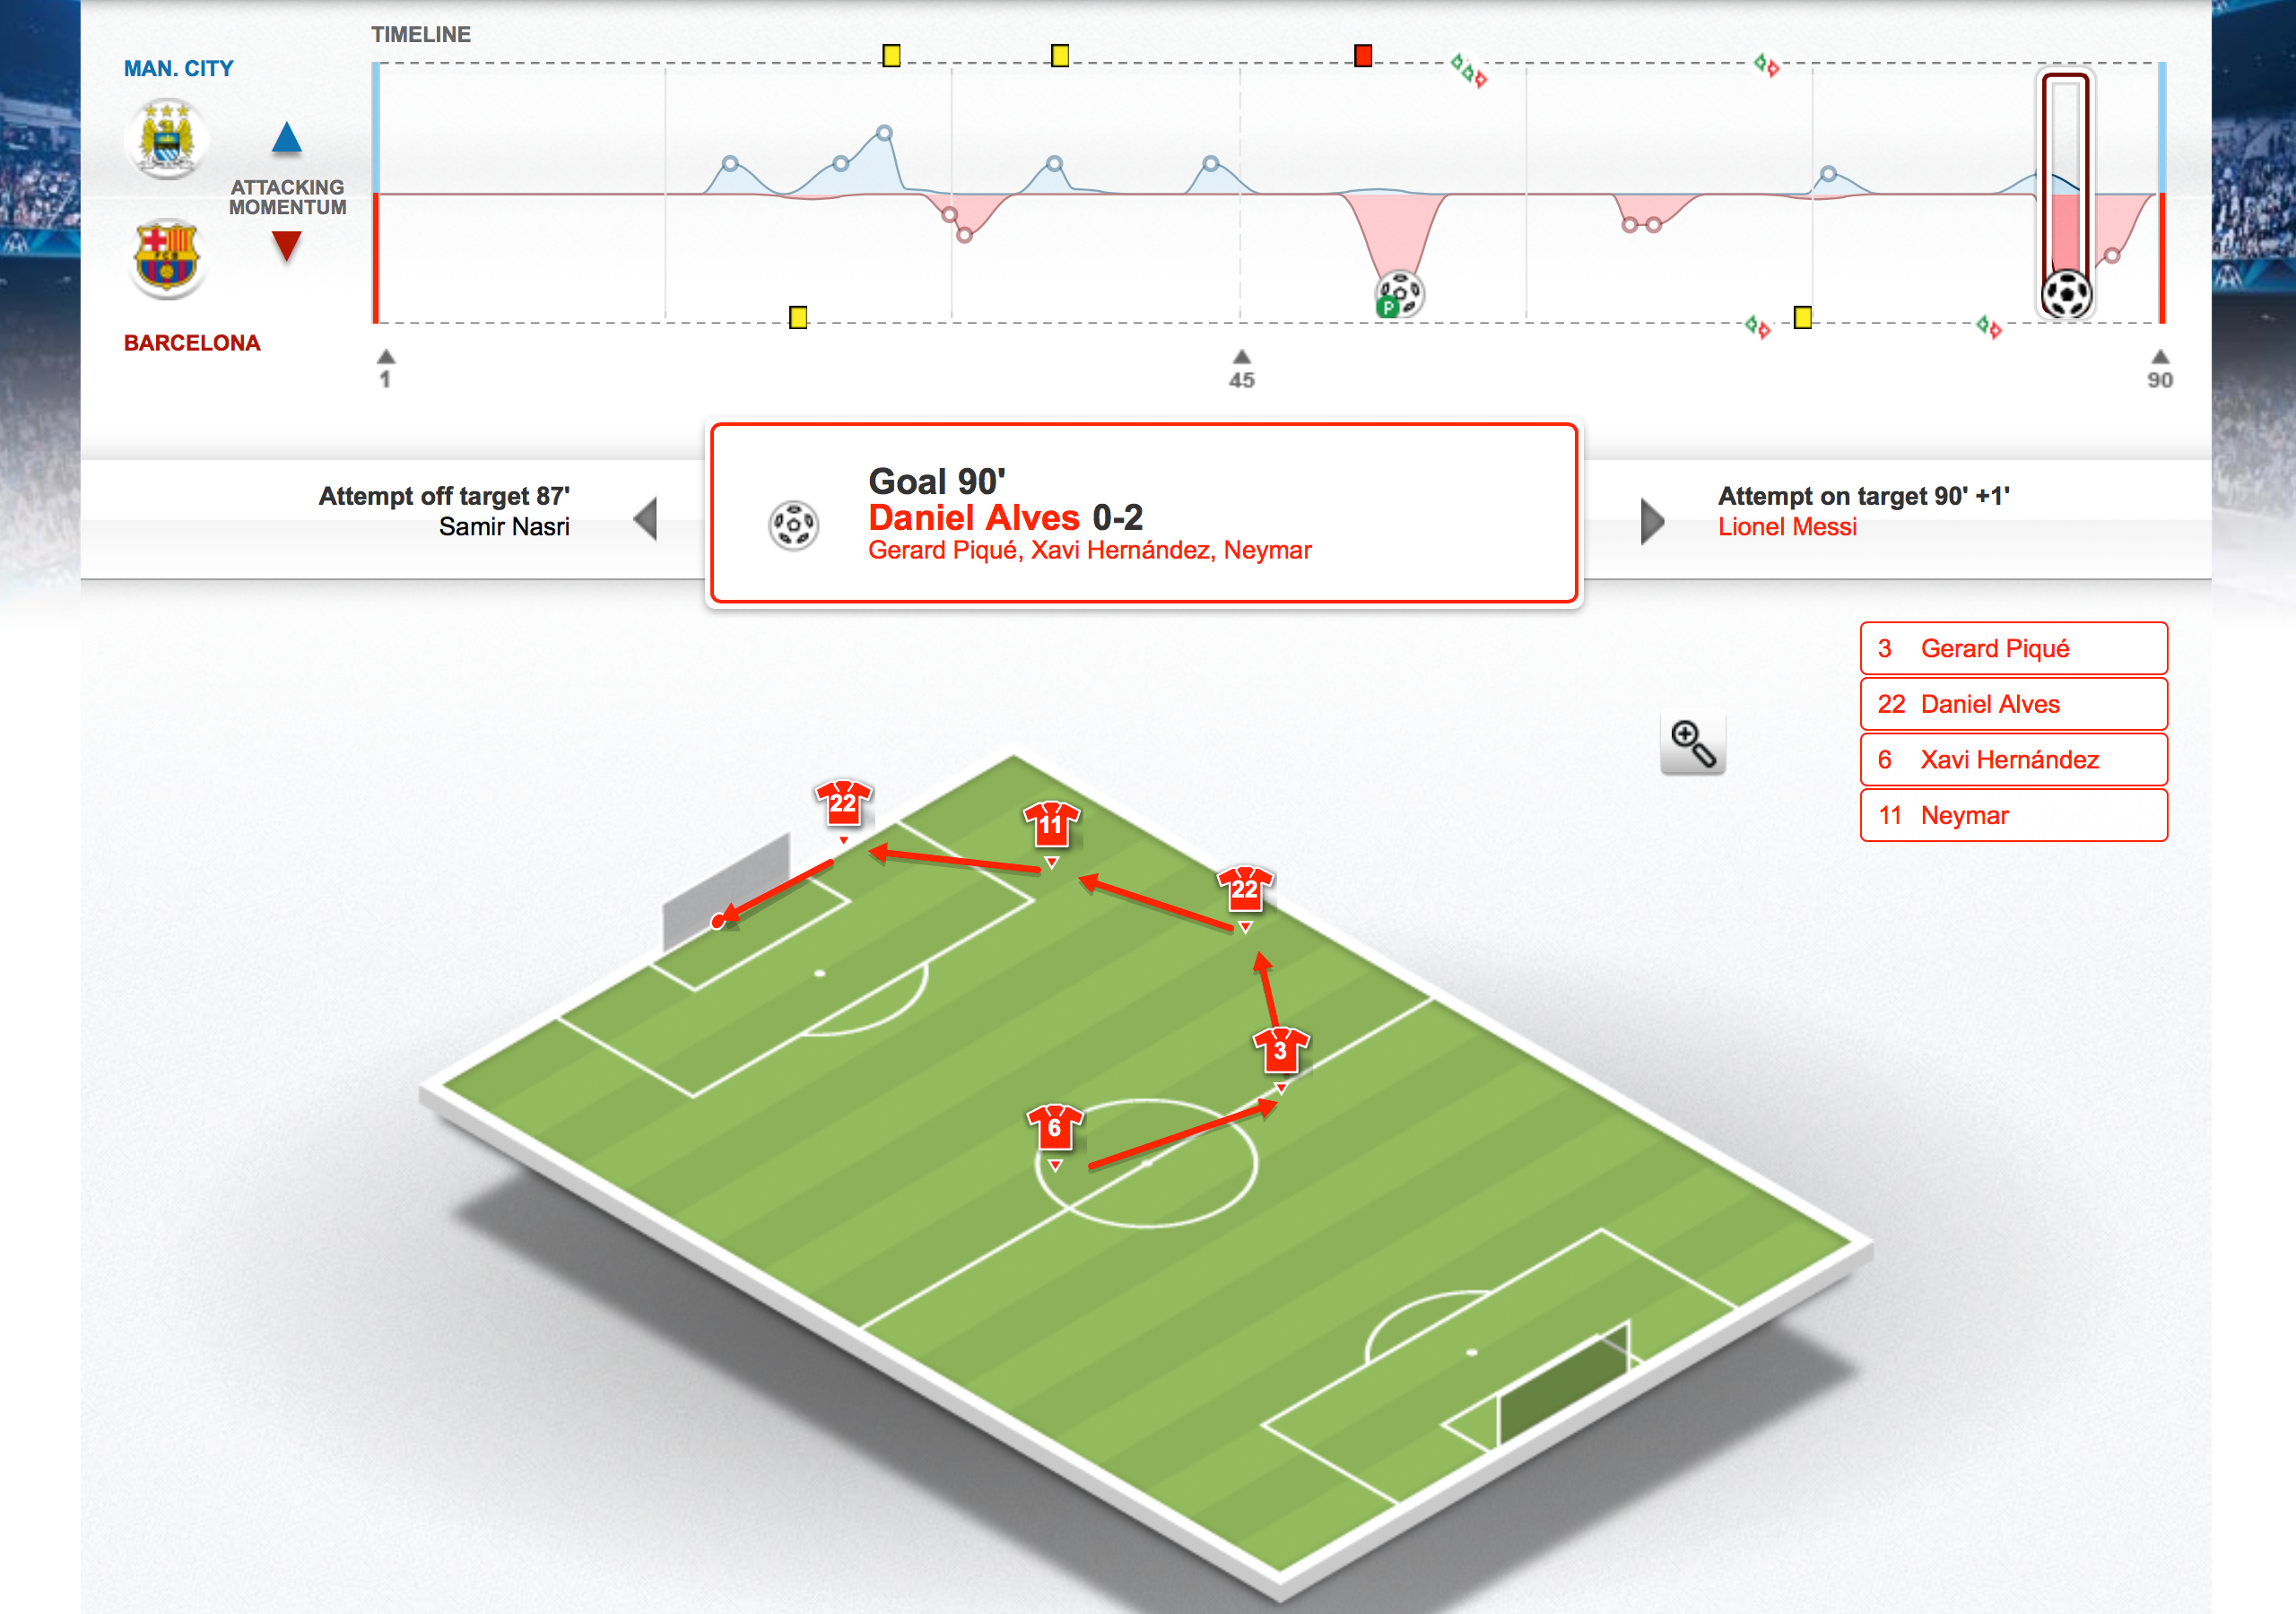 TIMELINE
MAN. CITY
ATTACKING
MOMENTUM
BARCELONA
P
1
45
90
Attempt off target 87'
Samir Nasri
Goal 90'
Daniel Alves 0-2
Gerard Piqué, Xavi Hernández, Neymar
Attempt on target 90' +1'
Lionel Messi
3 Gerard Piqué
22 Daniel Alves
6 Xavi Hernández
11 Neymar
22
11
22
3
6